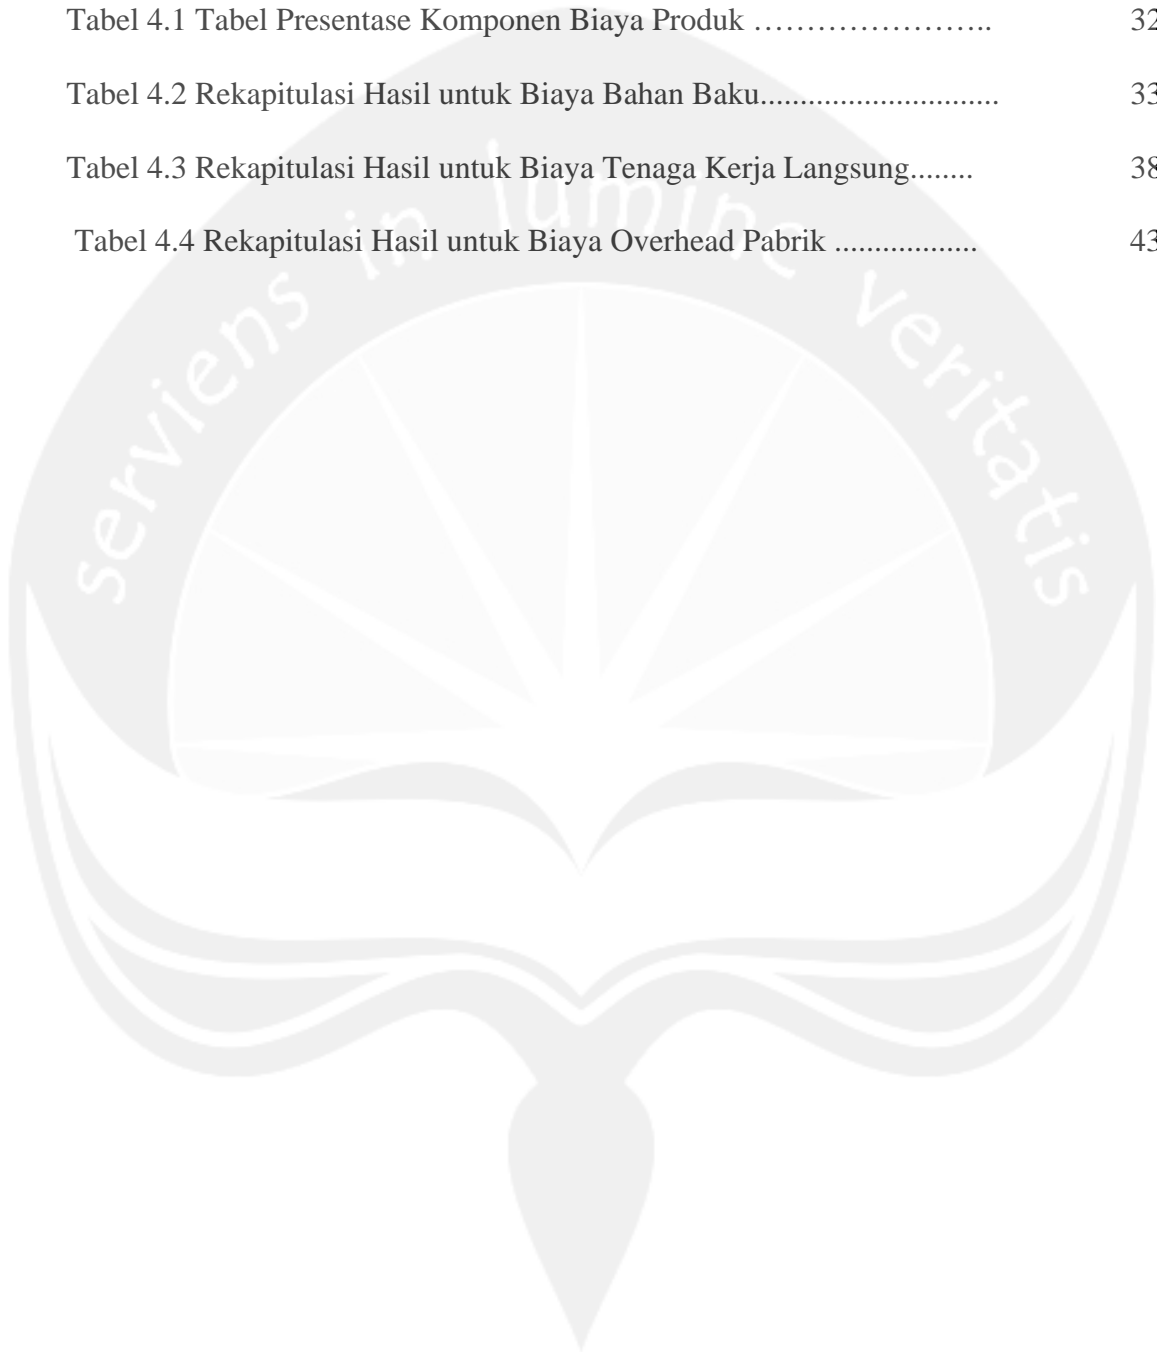 Tabel 4.1 Tabel Presentase Komponen Biaya Produk ………………….. 32
Tabel 4.2 Rekapitulasi Hasil untuk Biaya Bahan Baku............................. 33
Tabel 4.3 Rekapitulasi Hasil untuk Biaya Tenaga Kerja Langsung........ 38
Tabel 4.4 Rekapitulasi Hasil untuk Biaya Overhead Pabrik .................. 43
serviens in lumine veritatis